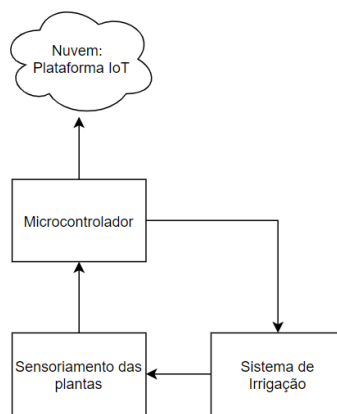 Nuvem:
Plataforma IoT
Microcontrolador
Sensoriamento das
plantas
Sistema de
Irrigação